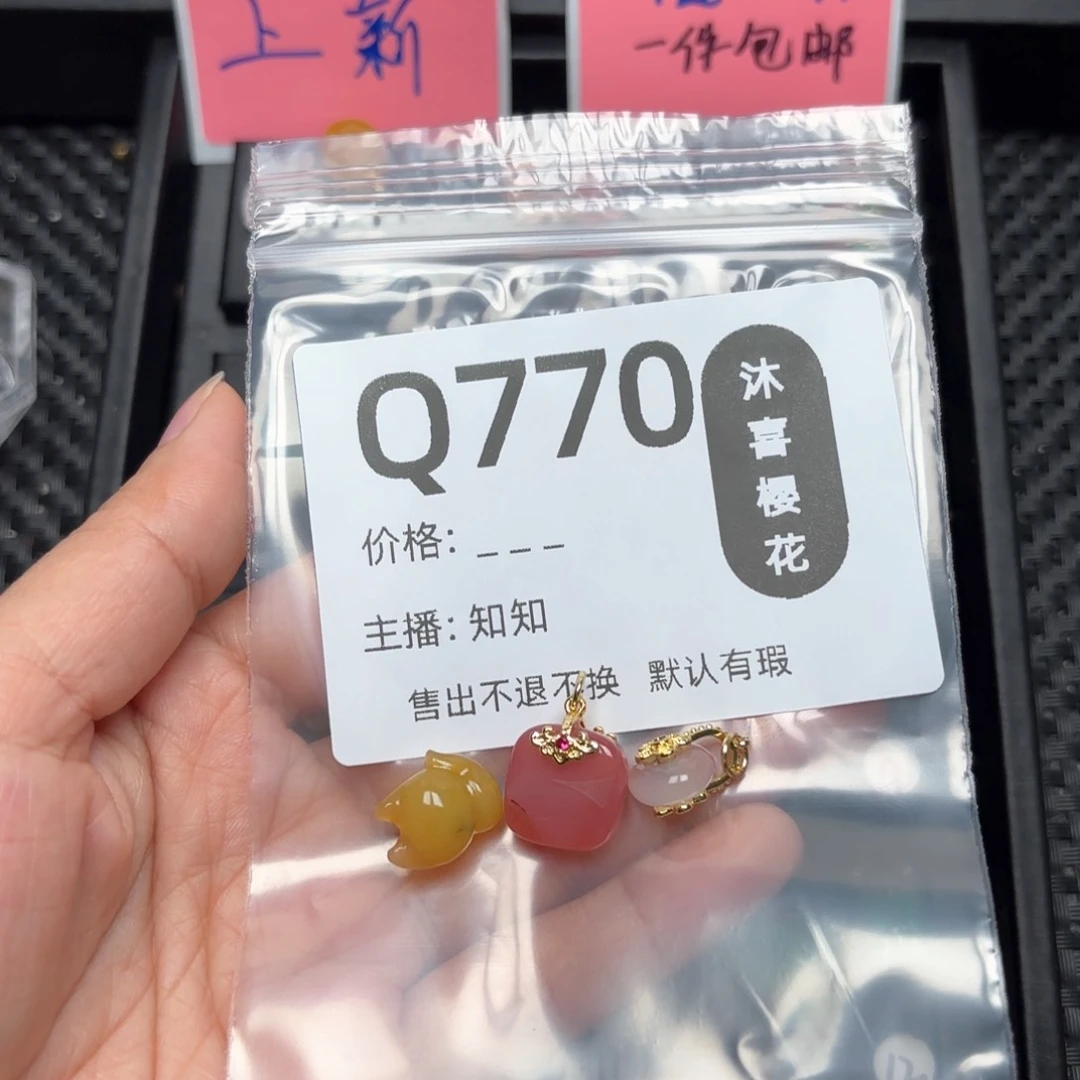 上新
一件包邮
Q770
沐喜樱花
价格: _ _ _
主播: 知知
售出不退不换 默认有瑕